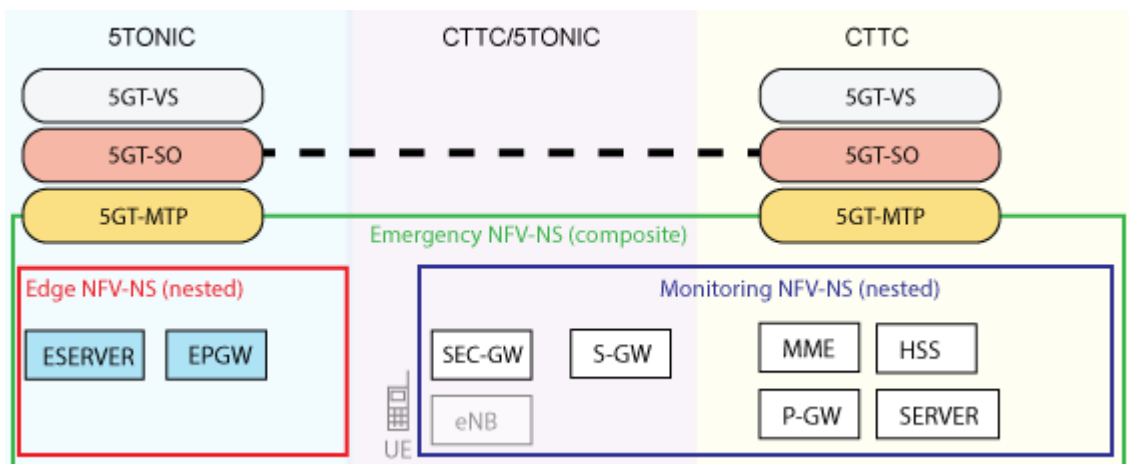 5TONIC CTTC/5TONIC CTTC
5GT-VS 5GT-VS
5GT-SO 5GT-SO
5GT-MTP 5GT-MTP
Emergency NFV-NS (composite)
Edge NFV-NS (nested) Monitoring NFV-NS (nested)
ESERVER EPGW SEC-GW S-GW MME HSS
eNB P-GW SERVER
UE